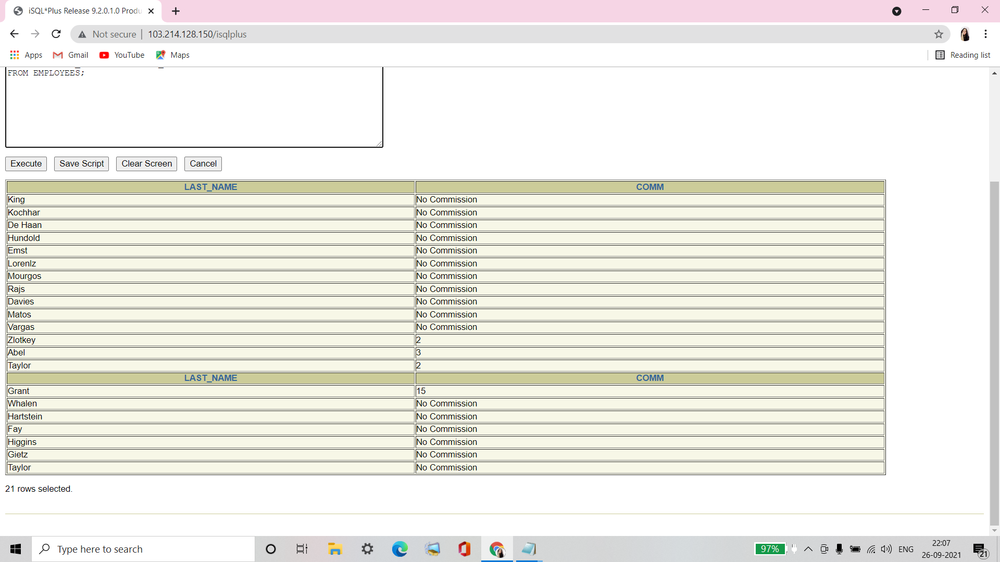 iSQL*Plus Release 9.2.0.1.0 Produ
Not secure 103.214.128.150/isqlplus
Apps Gmail YouTube Maps Reading list
FROM EMPLOYEES;
Execute Save Script Clear Screen Cancel
LAST_NAME COMM
King No Commission
Kochhar No Commission
De Haan No Commission
Hundold No Commission
Ernst No Commission
Lorenlz No Commission
Mourgos No Commission
Rajs No Commission
Davies No Commission
Matos No Commission
Vargas No Commission
Zlotkey 2
Abel 3
Taylor 2
LAST_NAME COMM
Grant 15
Whalen No Commission
Hartstein No Commission
Fay No Commission
Higgins No Commission
Gietz No Commission
Taylor No Commission
21 rows selected.
Type here to search
97% ENG 22:07
26-09-2021 21